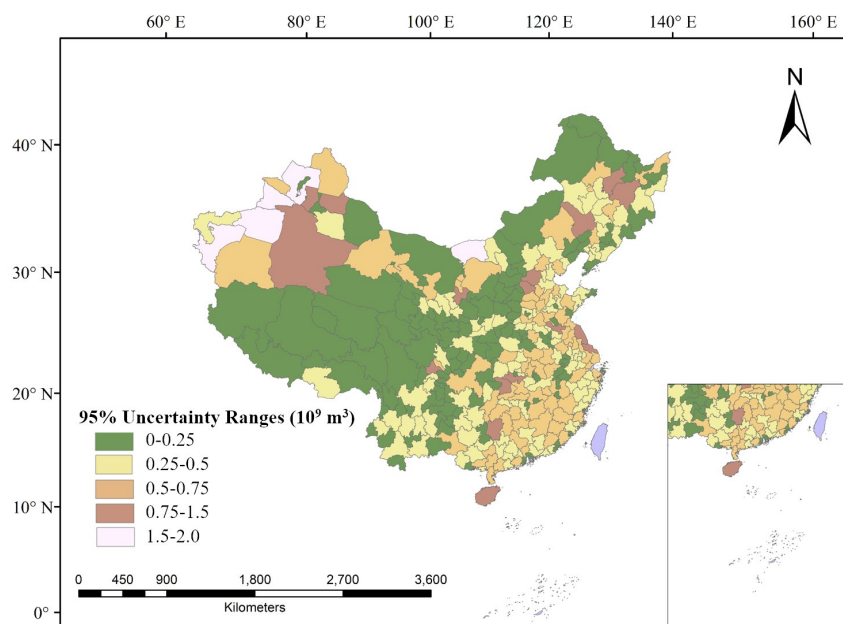 60° E 80° E 100° E 120° E 140° E 160° E
N
40° N
30° N
20° N
10° N
0°
95% Uncertainty Ranges (10⁹ m³)
0-0.25
0.25-0.5
0.5-0.75
0.75-1.5
1.5-2.0
0 450 900 1,800 2,700 3,600
Kilometers